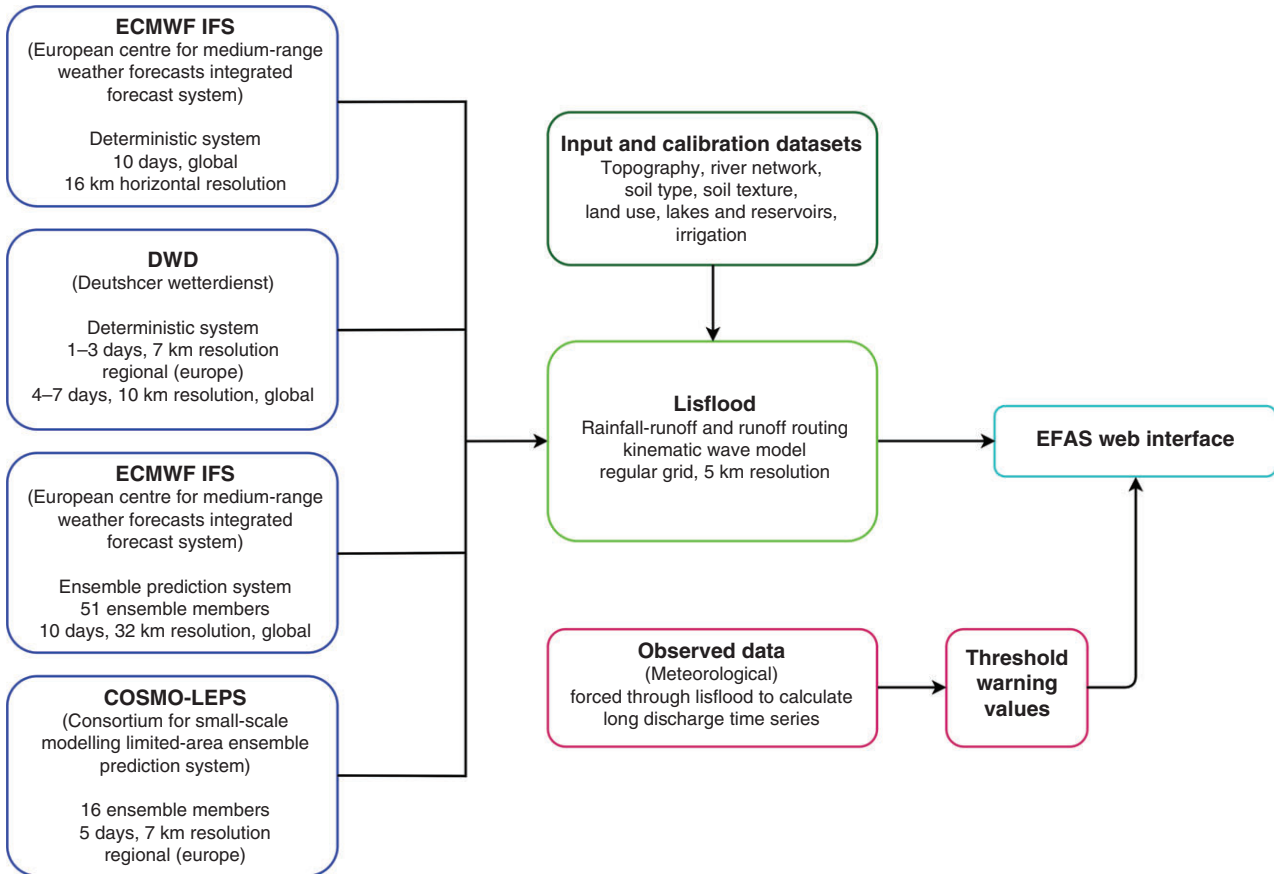 ECMWF IFS
(European centre for medium-range
weather forecasts integrated
forecast system)
Deterministic system
10 days, global
16 km horizontal resolution
DWD
(Deutshcer wetterdienst)
Deterministic system
1–3 days, 7 km resolution
regional (europe)
4–7 days, 10 km resolution, global
ECMWF IFS
(European centre for medium-range
weather forecasts integrated
forecast system)
Ensemble prediction system
51 ensemble members
10 days, 32 km resolution, global
COSMO-LEPS
(Consortium for small-scale
modelling limited-area ensemble
prediction system)
16 ensemble members
5 days, 7 km resolution
regional (europe)
Input and calibration datasets
Topography, river network,
soil type, soil texture,
land use, lakes and reservoirs,
irrigation
Lisflood
Rainfall-runoff and runoff routing
kinematic wave model
regular grid, 5 km resolution
EFAS web interface
Observed data
(Meteorological)
forced through lisflood to calculate
long discharge time series
Threshold
warning
values